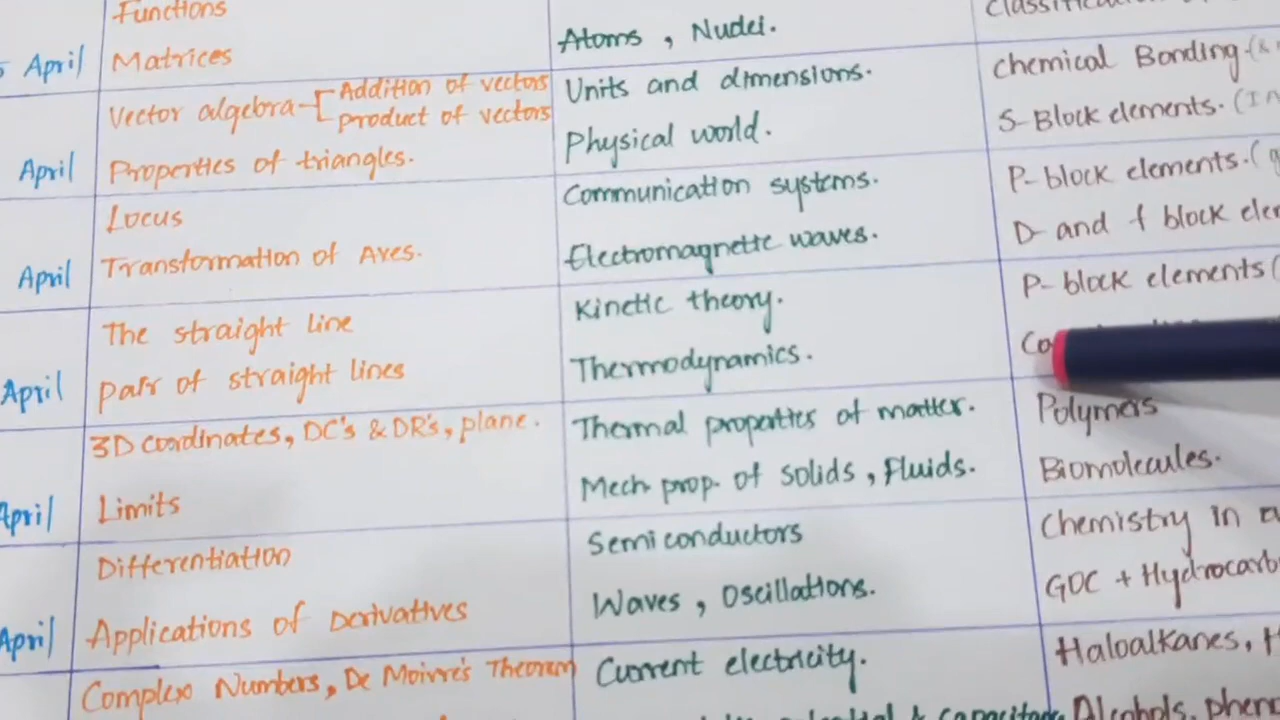 Functions
Matrices
Atoms, Nuclei.
April
Vector algebra Addition of vectors
product of vectors
Units and dimensions.
Chemical Bonding.
April
Properties of triangles.
Physical world.
S-Block elements.
Locus
Communication systems.
P-block elements.
April
Transformation of Axes.
Electromagnetic waves.
D- and f block
The straight line
Kinetic theory.
P-block elements
April
pair of straight lines
Thermodynamics.
3D coordinates, DC's & DR's, plane.
Thermal properties of matter.
Polymers
April
Limits
Mech. prop. of Solids, Fluids.
Biomolecules.
Differentiation
Semiconductors
Chemistry in
April
Applications of Derivatives
Waves, Oscillations.
GOC +
Complex Numbers, De Moivre's Theorem
Current electricity.
Haloalkanes,
Alcohols,